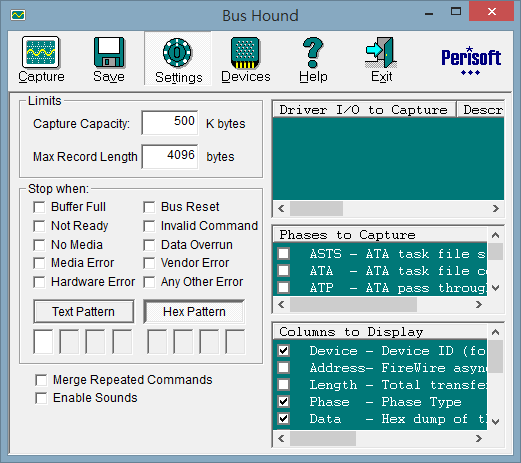 Bus Hound
Capture
Save
Settings
Devices
Help
Exit
Perisoft
Limits
Capture Capacity: 500 K bytes
Max Record Length 4096 bytes
Stop when:
Buffer Full
Bus Reset
Not Ready
Invalid Command
No Media
Data Overrun
Media Error
Vendor Error
Hardware Error
Any Other Error
Text Pattern
Hex Pattern
Merge Repeated Commands
Enable Sounds
Driver I/O to Capture
Descr
Phases to Capture
ASTS - ATA task file s
ATA - ATA task file co
ATP - ATA pass throug
Columns to Display
Device - Device ID (fo
Address- FireWire asyn
Length - Total transfe
Phase - Phase Type
Data - Hex dump of th